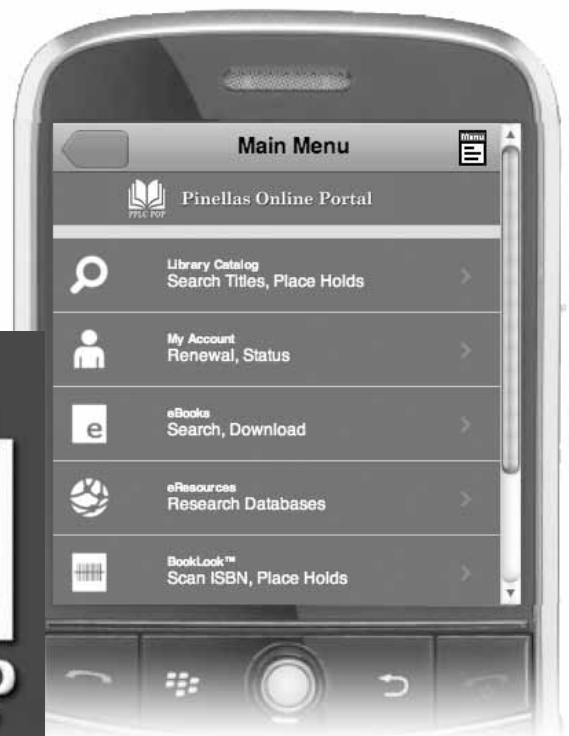 Main Menu
Menu
PPLC POP
Pinellas Online Portal
Library Catalog
Search Titles, Place Holds
My Account
Renewal, Status
e
eBooks
Search, Download
eResources
Research Databases
BookLook™
Scan ISBN, Place Holds